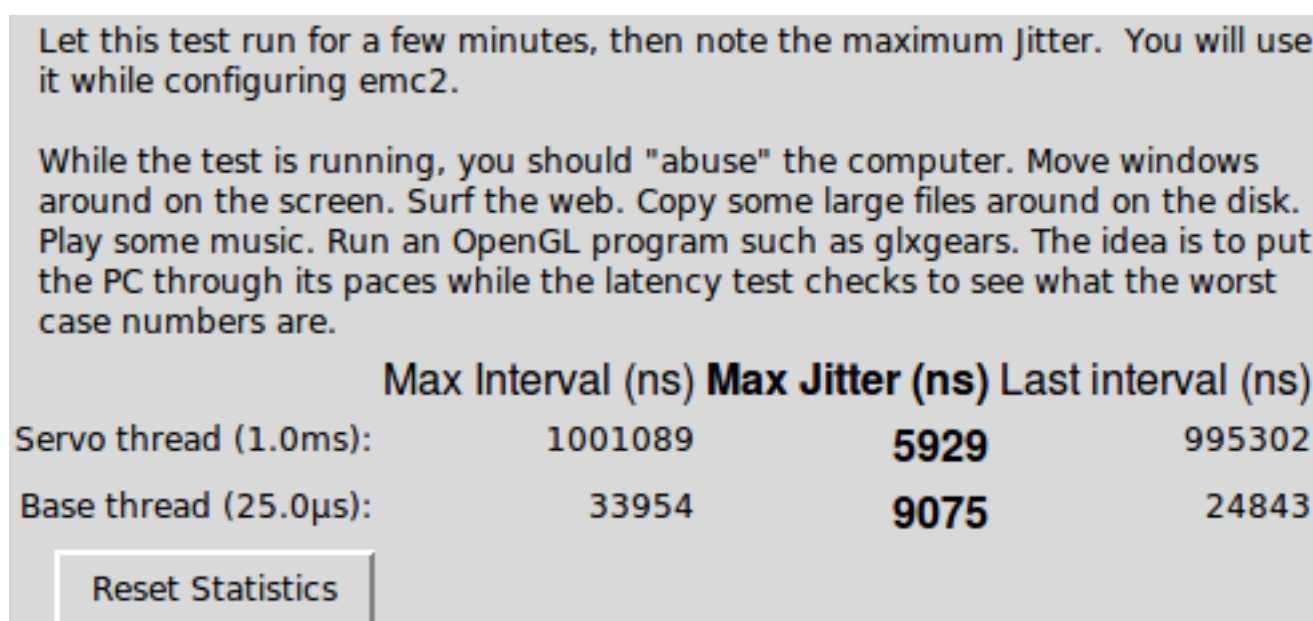 Let this test run for a few minutes, then note the maximum Jitter.  You will use
it while configuring emc2.
While the test is running, you should "abuse" the computer. Move windows
around on the screen. Surf the web. Copy some large files around on the disk.
Play some music. Run an OpenGL program such as glxgears. The idea is to put
the PC through its paces while the latency test checks to see what the worst
case numbers are.
Max Interval (ns) Max Jitter (ns) Last interval (ns)
Servo thread (1.0ms): 1001089 5929 995302
Base thread (25.0µs): 33954 9075 24843
Reset Statistics